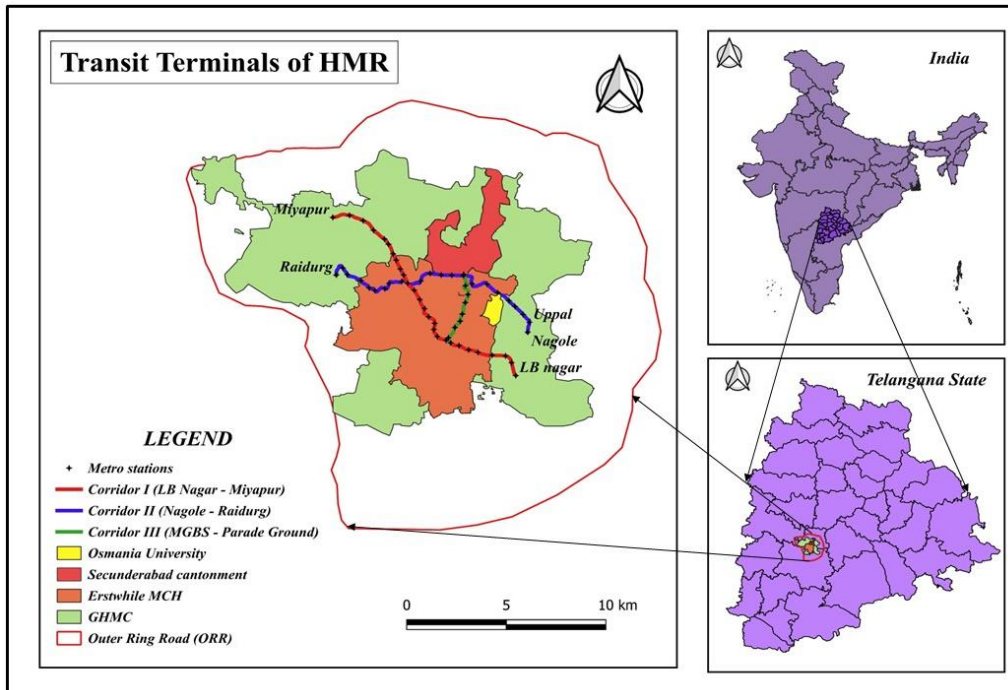 Transit Terminals of HMR
Miyapur
Raidurg
Uppal
Nagole
LB nagar
LEGEND
Metro stations
Corridor I (LB Nagar - Miyapur)
Corridor II (Nagole - Raidurg)
Corridor III (MGBS - Parade Ground)
Osmania University
Secunderabad cantonment
Erstwhile MCH
GHMC
Outer Ring Road (ORR)
0 5 10 km
India
Telangana State